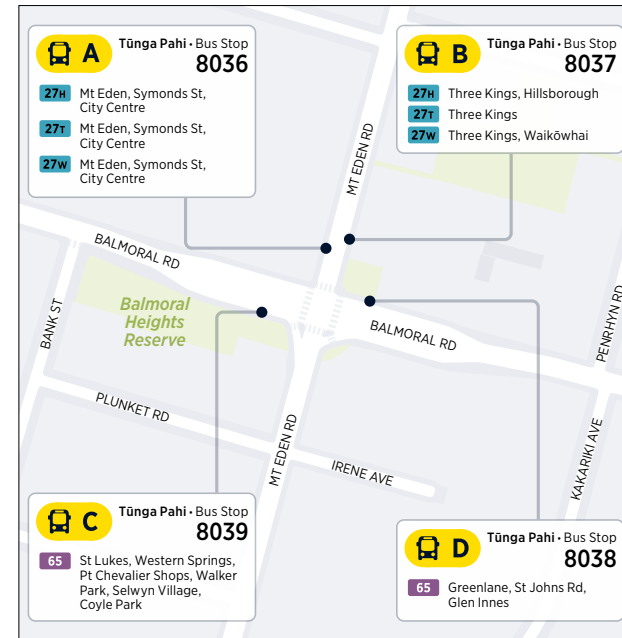 A
Tūnga Pahi • Bus Stop
8036
27H Mt Eden, Symonds St,
City Centre
27T Mt Eden, Symonds St,
City Centre
27W Mt Eden, Symonds St,
City Centre
B
Tūnga Pahi • Bus Stop
8037
27H Three Kings, Hillsborough
27T Three Kings
27W Three Kings, Waikōwhai
MT EDEN RD
BALMORAL RD
Balmoral
Heights
Reserve
BANK ST
BALMORAL RD
PENRHYN RD
PLUNKET RD
MT EDEN RD
IRENE AVE
KAKARIKI AVE
C
Tūnga Pahi • Bus Stop
8039
65 St Lukes, Western Springs,
Pt Chevalier Shops, Walker
Park, Selwyn Village,
Coyle Park
D
Tūnga Pahi • Bus Stop
8038
65 Greenlane, St Johns Rd,
Glen Innes